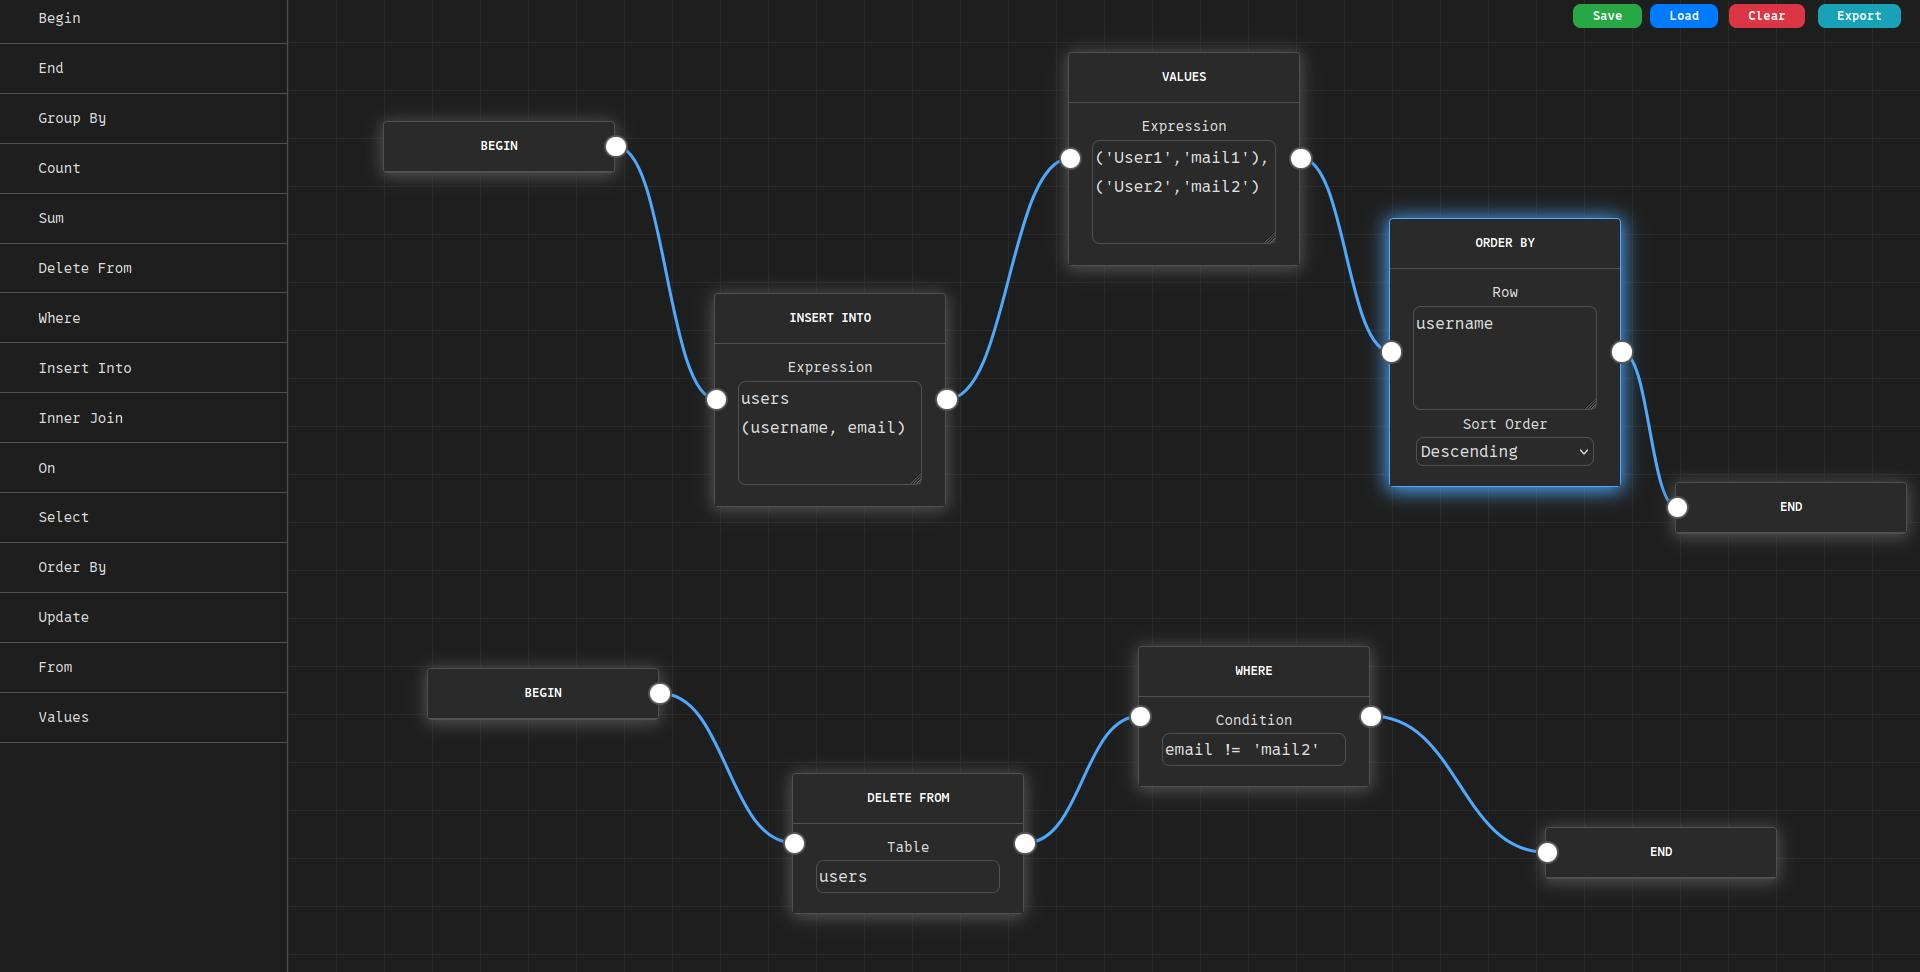 Begin
End
Group By
Count
Sum
Delete From
Where
Insert Into
Inner Join
On
Select
Order By
Update
From
Values
Save
Load
Clear
Export
BEGIN
INSERT INTO
Expression
users
(username, email)
VALUES
Expression
('User1','mail1'),
('User2','mail2')
ORDER BY
Row
username
Sort Order
Descending
END
BEGIN
DELETE FROM
Table
users
WHERE
Condition
email != 'mail2'
END